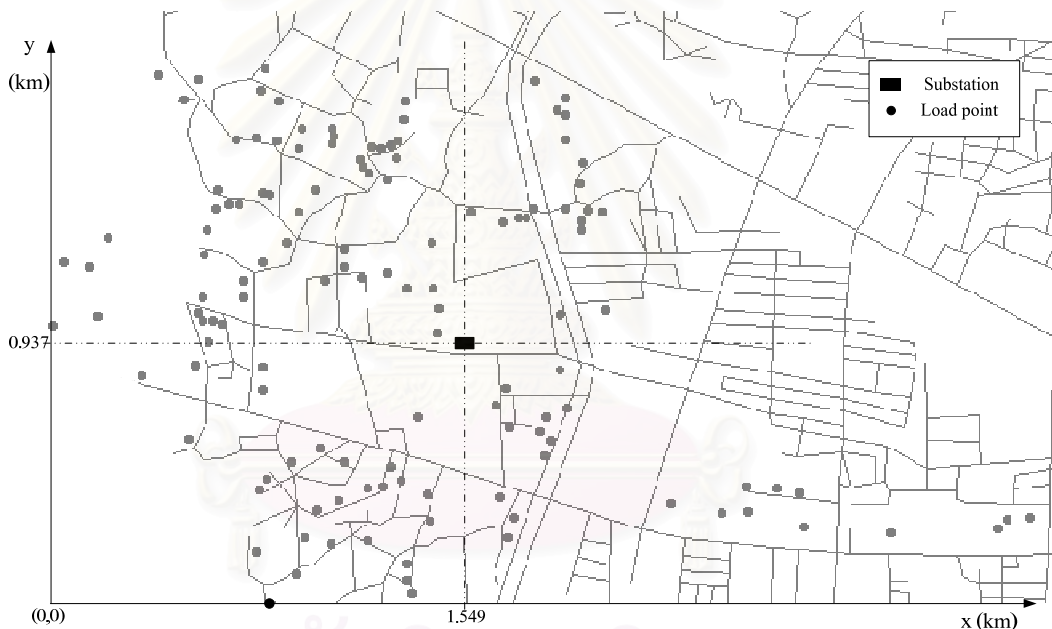 y
(km)
Substation
Load point
0.937
(0,0)
1.549
x (km)